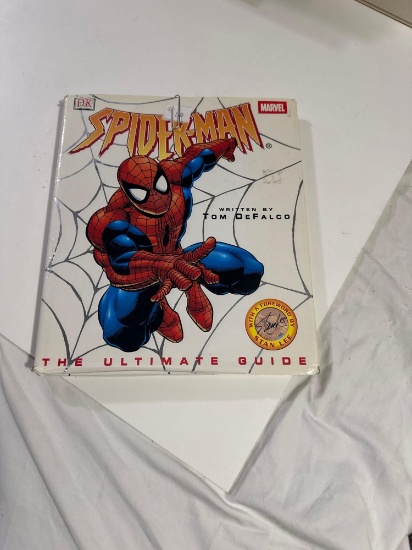 DK
MARVEL
SPIDER-MAN®
WRITTEN BY
TOM DEFALCO
WITH A FOREWORD BY
STAN LEE
THE ULTIMATE GUIDE